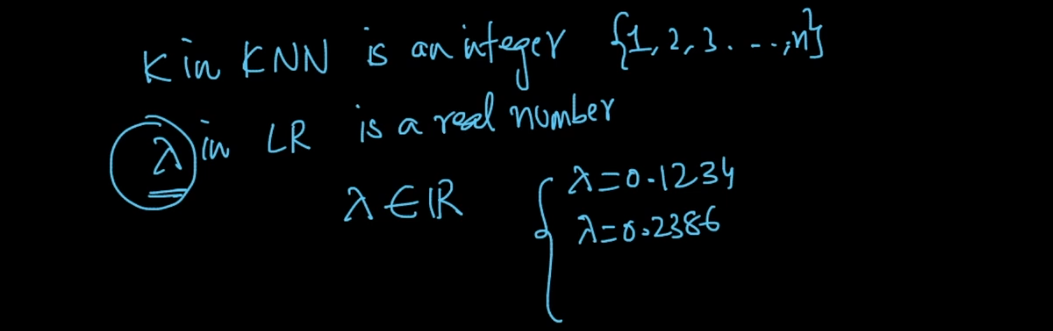 K in KNN is an integer {1, 2, 3. ..., n}
λ in LR is a real number
λ ∈ ℝ { λ=0.1234
λ=0.2386